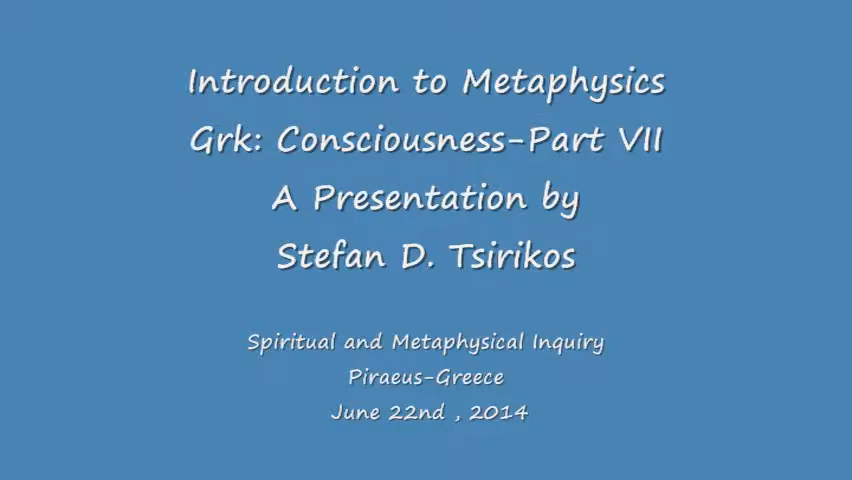 Introduction to Metaphysics
Grk: Consciousness-Part VII
A Presentation by
Stefan D. Tsirikos
Spiritual and Metaphysical Inquiry
Piraeus-Greece
June 22nd , 2014